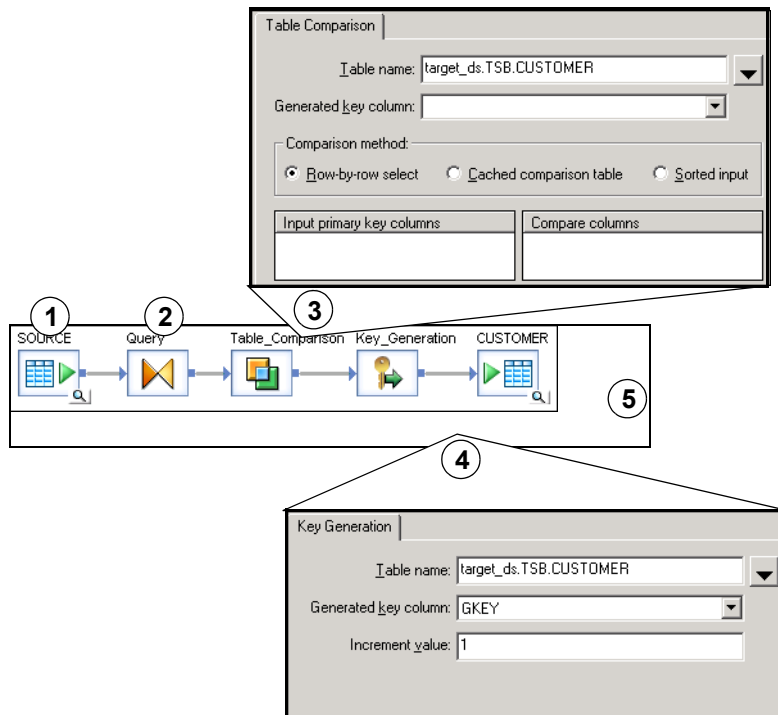 Table Comparison
Table name: target_ds.TSB.CUSTOMER
Generated key column:
Comparison method:
Row-by-row select Cached comparison table Sorted input
Input primary key columns Compare columns
1 2 3
SOURCE Query Table_Comparison Key_Generation CUSTOMER
5
4
Key Generation
Table name: target_ds.TSB.CUSTOMER
Generated key column: GKEY
Increment value: 1